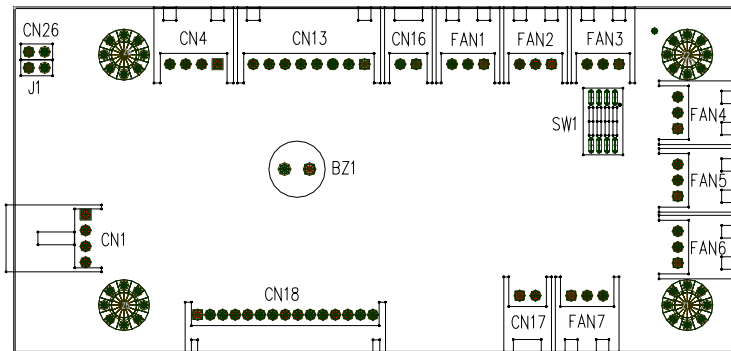 CN26
CN4
CN13
CN16
FAN1
FAN2
FAN3
J1
SW1
FAN4
BZ1
FAN5
CN1
FAN6
CN18
CN17
FAN7